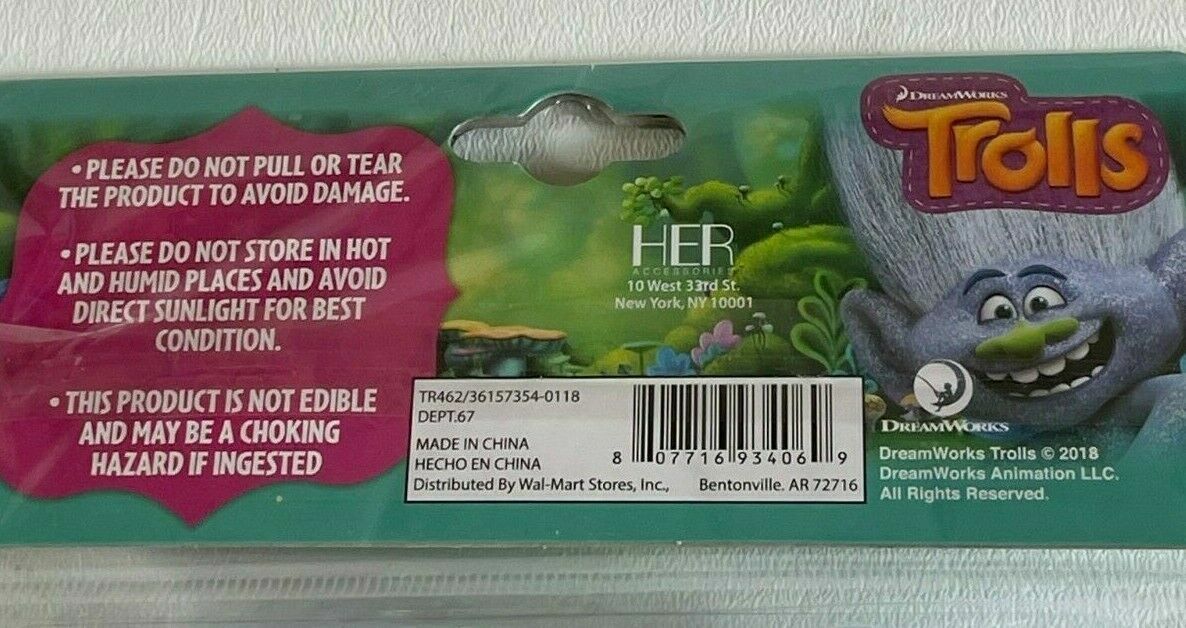 • PLEASE DO NOT PULL OR TEAR
THE PRODUCT TO AVOID DAMAGE.
• PLEASE DO NOT STORE IN HOT
AND HUMID PLACES AND AVOID
DIRECT SUNLIGHT FOR BEST
CONDITION.
• THIS PRODUCT IS NOT EDIBLE
AND MAY BE A CHOKING
HAZARD IF INGESTED
HER
ACCESSORIES
10 West 33rd St.
New York, NY 10001
TR462/36157354-0118
DEPT.67
MADE IN CHINA
HECHO EN CHINA
Distributed By Wal-Mart Stores, Inc., Bentonville. AR 72716
8 07716 93406 9
DREAMWORKS
Trolls
DREAMWORKS
DreamWorks Trolls © 2018
DreamWorks Animation LLC.
All Rights Reserved.